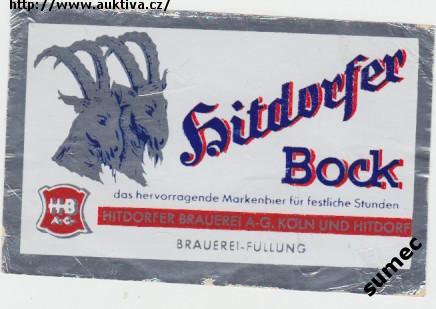 http://www.auktiva.cz/
Hitdorfer
Bock
das hervorragende Markenbier für festliche Stunden
H-B
A-G-
HITDORFER BRAUEREI A-G. KÖLN UND HITDORF
BRAUEREI-FÜLLUNG
sumec